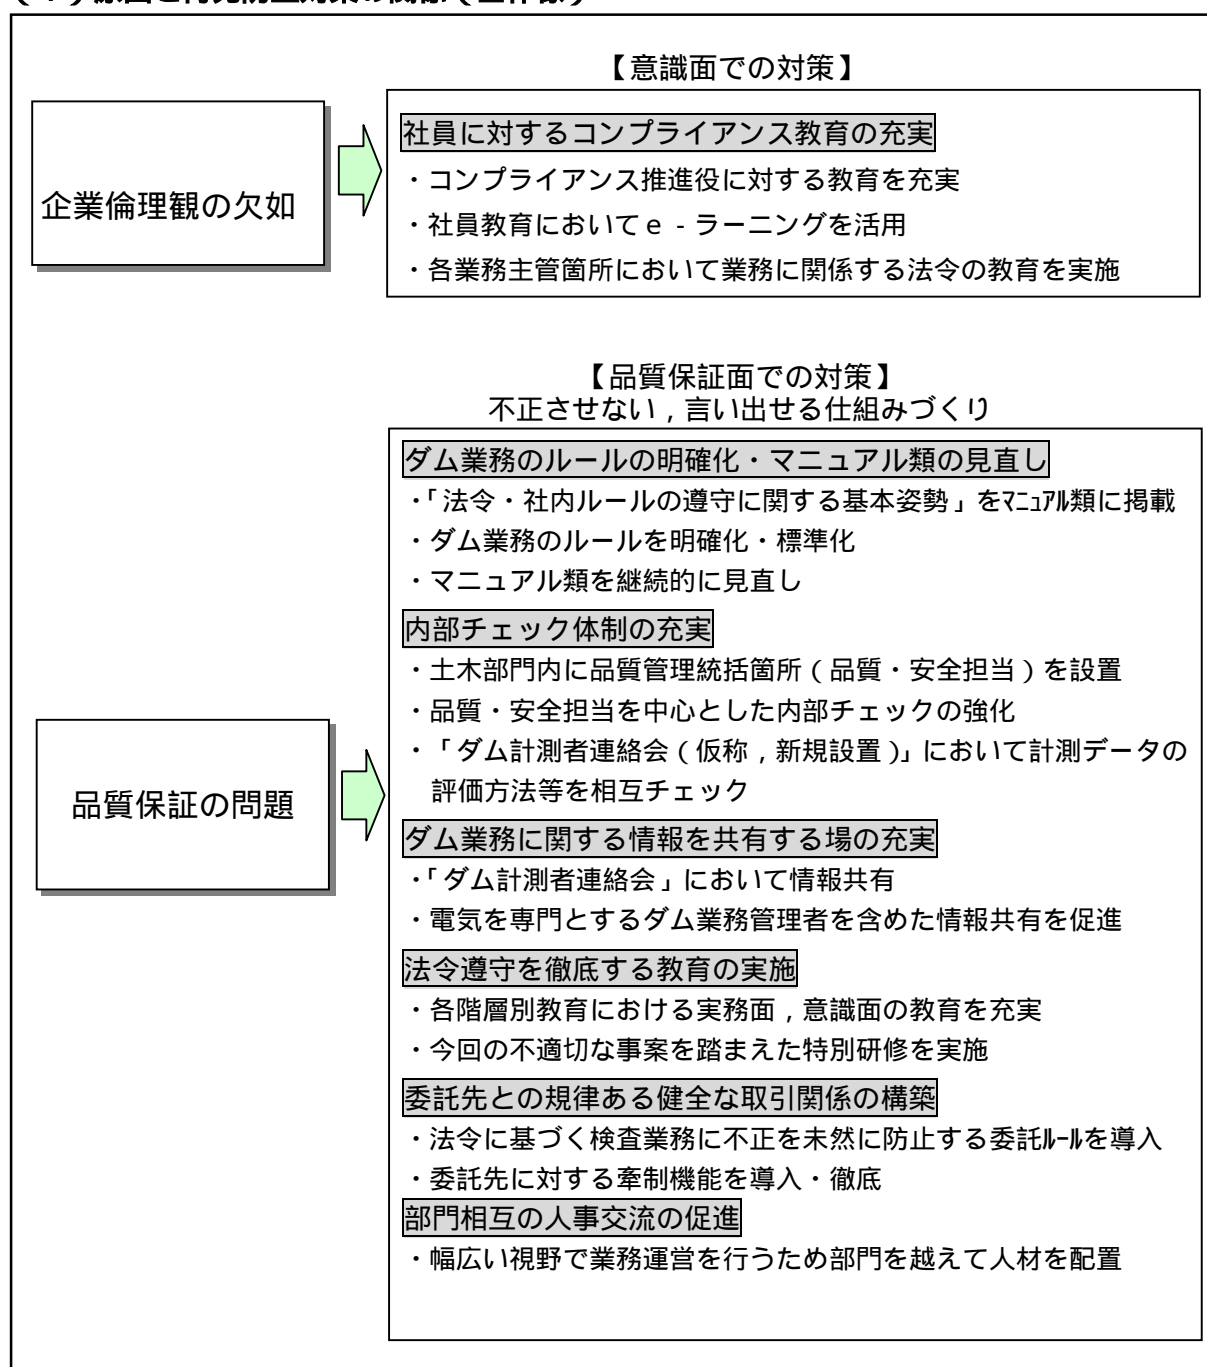 【意識面での対策】
企業倫理観の欠如
社員に対するコンプライアンス教育の充実
・コンプライアンス推進役に対する教育を充実
・社員教育においてe‐ラーニングを活用
・各業務主管箇所において業務に関係する法令の教育を実施
【品質保証面での対策】
不正させない,言い出せる仕組みづくり
品質保証の問題
ダム業務のルールの明確化・マニュアル類の見直し
・「法令・社内ルールの遵守に関する基本姿勢」をﾏﾆｭｱﾙ類に掲載
・ダム業務のルールを明確化・標準化
・マニュアル類を継続的に見直し
内部チェック体制の充実
・土木部門内に品質管理統括箇所(品質・安全担当)を設置
・品質・安全担当を中心とした内部チェックの強化
・「ダム計測者連絡会(仮称,新規設置)」において計測データの
評価方法等を相互チェック
ダム業務に関する情報を共有する場の充実
・「ダム計測者連絡会」において情報共有
・電気を専門とするダム業務管理者を含めた情報共有を促進
法令遵守を徹底する教育の実施
・各階層別教育における実務面,意識面の教育を充実
・今回の不適切な事案を踏まえた特別研修を実施
委託先との規律ある健全な取引関係の構築
・法令に基づく検査業務に不正を未然に防止する委託ﾙｰﾙを導入
・委託先に対する牽制機能を導入・徹底
部門相互の人事交流の促進
・幅広い視野で業務運営を行うため部門を越えて人材を配置